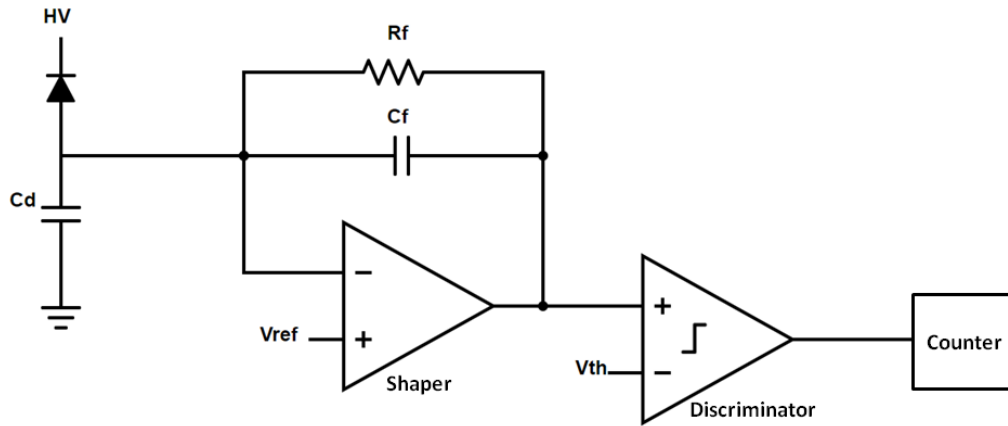 HV
Rf
Cf
Cd
Vref
Shaper
Vth
Discriminator
Counter